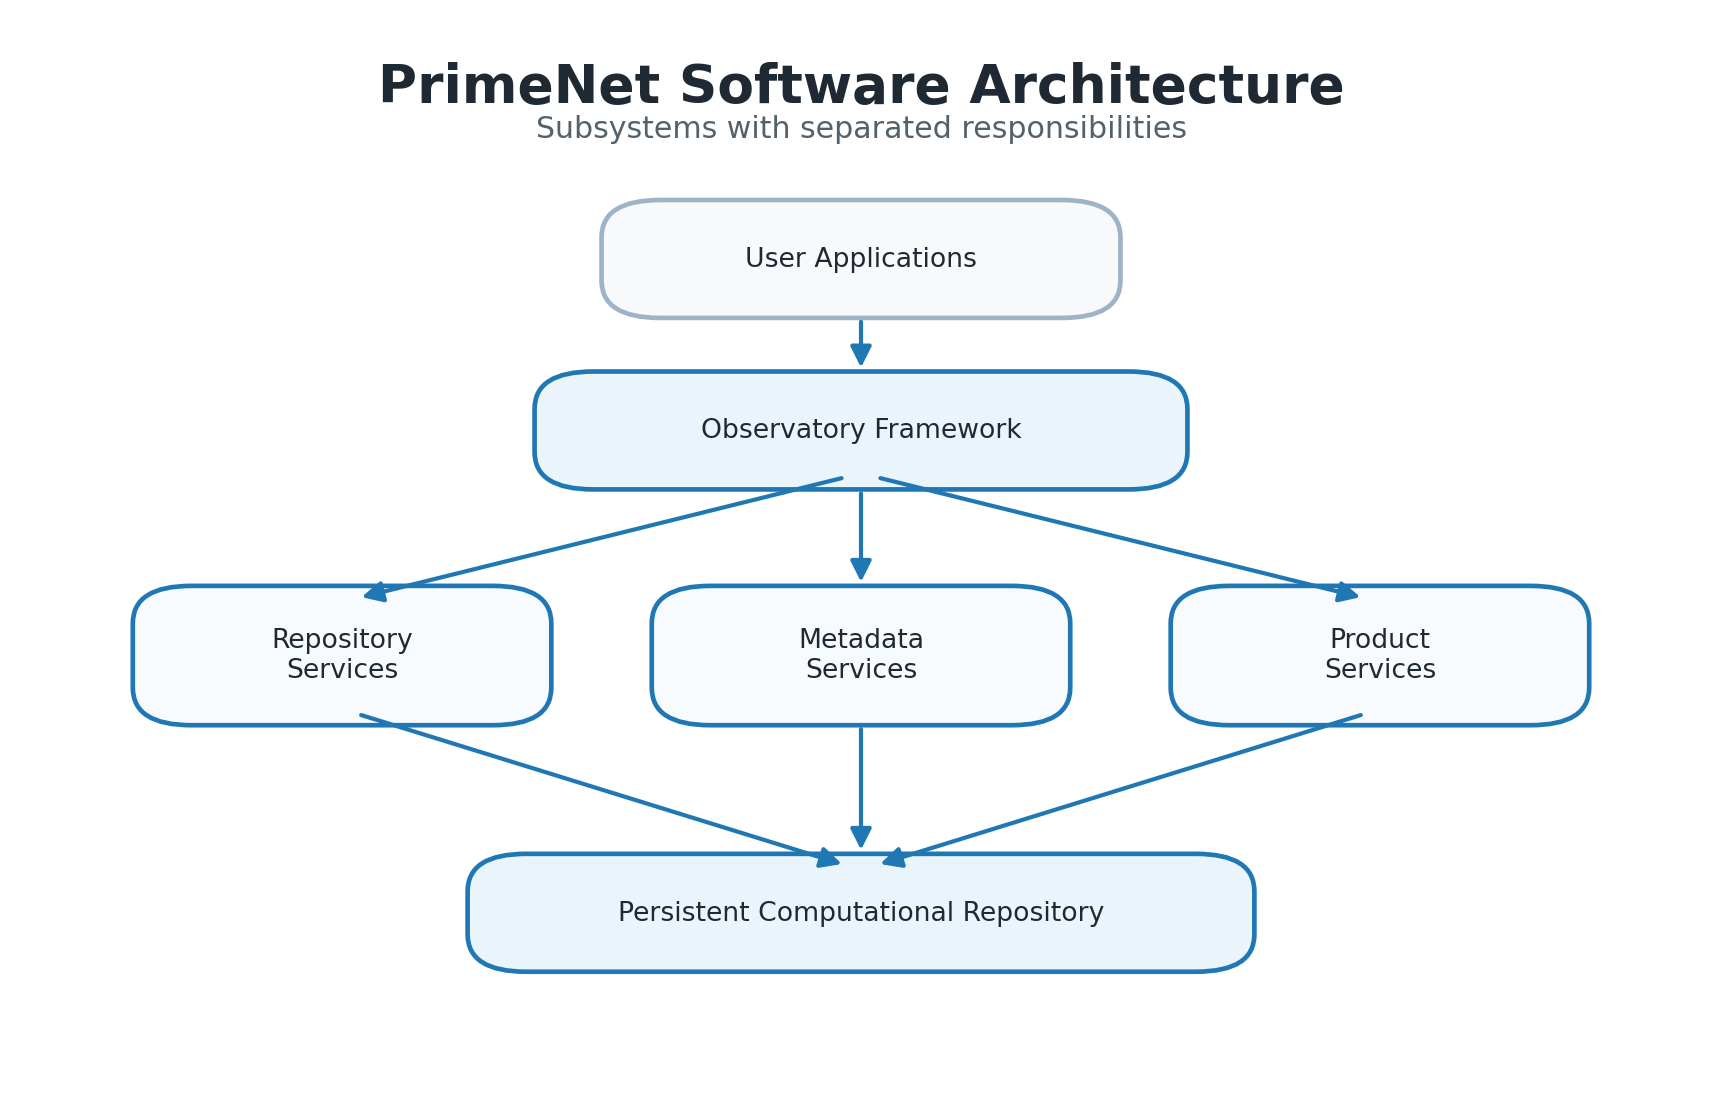 PrimeNet Software Architecture
Subsystems with separated responsibilities
User Applications
Observatory Framework
Repository
Services
Metadata
Services
Product
Services
Persistent Computational Repository